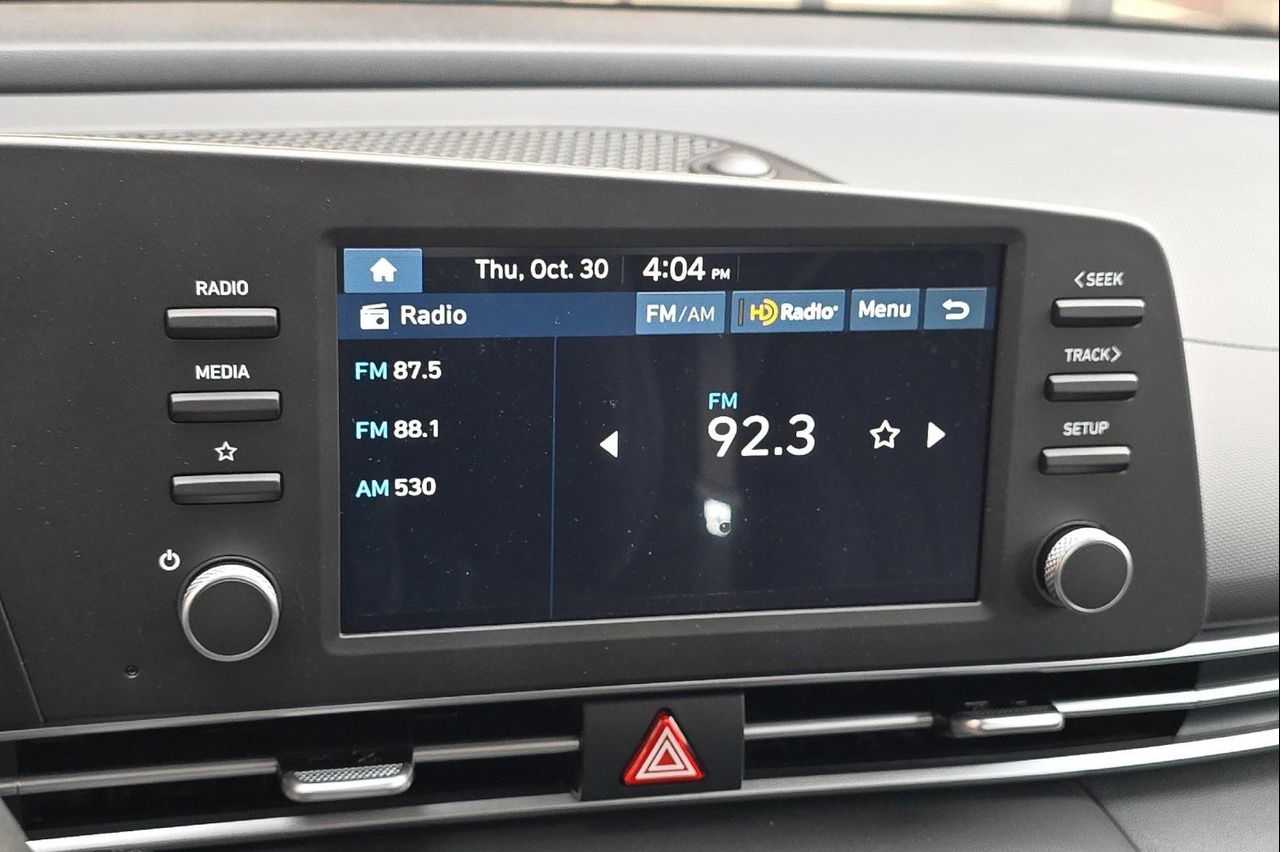 RADIO
MEDIA
Thu, Oct. 30 4:04 PM
Radio FM/AM HD Radio® Menu
FM 87.5
FM 88.1
AM 530
FM
92.3
<SEEK
TRACK>
SETUP